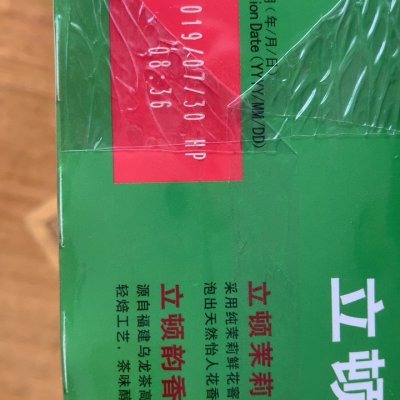 (年/月/日)
ion Date (YY/MM/DD)
019/07/30 HP
08:36
立顿
立顿茉莉
采用纯茉莉鲜花窨
泡出天然怡人花香
立顿韵香
源自福建乌龙茶高
轻焙工艺，茶味醇